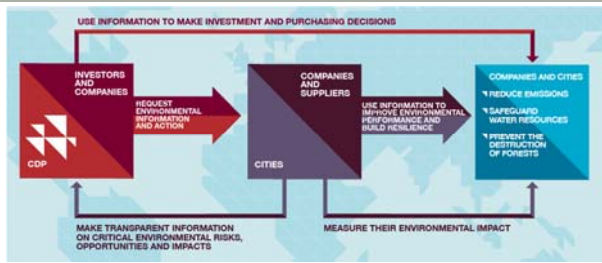 USE INFORMATION TO MAKE INVESTMENT AND PURCHASING DECISIONS
INVESTORS
AND
COMPANIES
CDP
REQUEST
ENVIRONMENTAL
INFORMATION
AND ACTION
COMPANIES
AND
SUPPLIERS
CITIES
USE INFORMATION TO
IMPROVE ENVIRONMENTAL
PERFORMANCE AND
BUILD RESILIENCE
COMPANIES AND CITIES
REDUCE EMISSIONS
SAFEGUARD
WATER RESOURCES
PREVENT THE
DESTRUCTION
OF FORESTS
MAKE TRANSPARENT INFORMATION
ON CRITICAL ENVIRONMENTAL RISKS,
OPPORTUNITIES AND IMPACTS
MEASURE THEIR ENVIRONMENTAL IMPACT